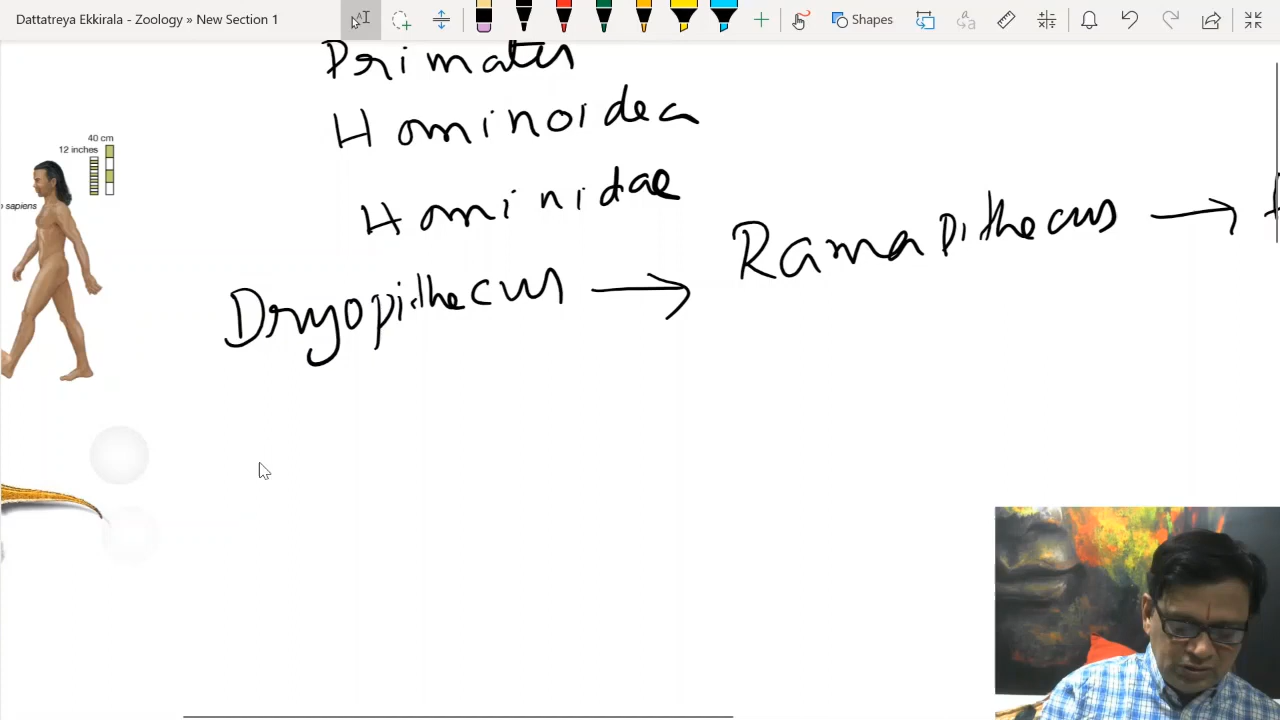 Dattatreya Ekkirala - Zoology » New Section 1
Shapes
Primates
40 cm
12 inches
Hominoidea
sapiens
Hominidae
Ramapithecus →
Dryopithecus →